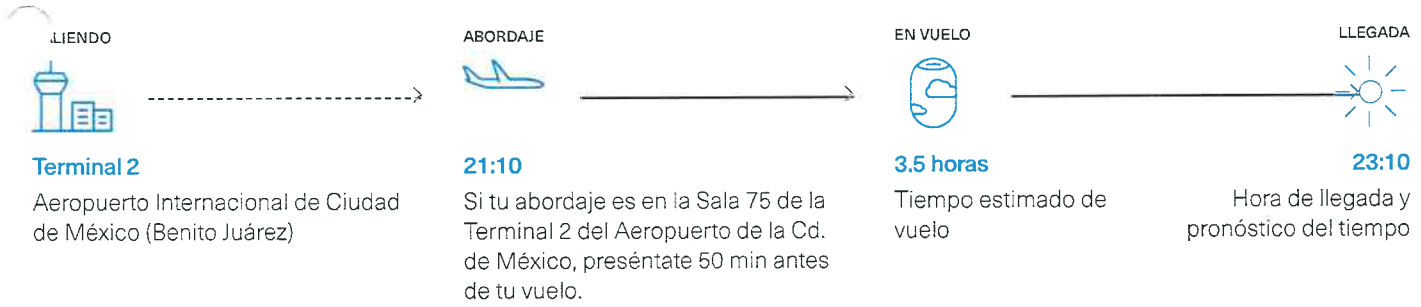 LIENDO
Terminal 2
Aeropuerto Internacional de Ciudad
de México (Benito Juárez)
ABORDAJE
21:10
Si tu abordaje es en la Sala 75 de la
Terminal 2 del Aeropuerto de la Cd.
de México, preséntate 50 min antes
de tu vuelo.
EN VUELO
3.5 horas
Tiempo estimado de
vuelo
LLEGADA
23:10
Hora de llegada y
pronóstico del tiempo